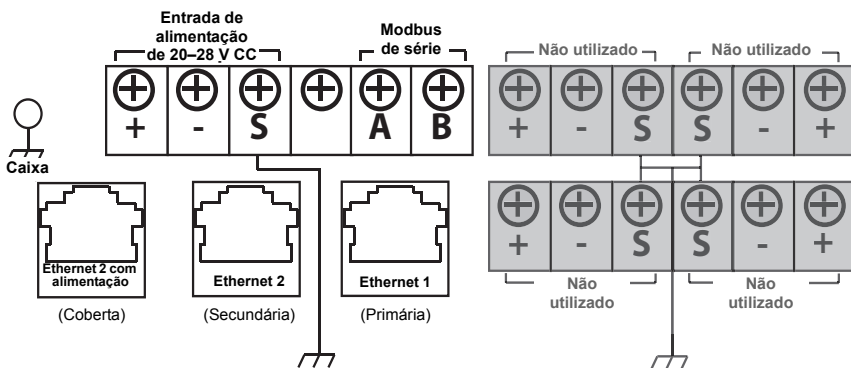 Entrada de
alimentação
de 20–28 V CC
Modbus
de série
Não utilizado
Não utilizado
+ - S A B
+ - S S - +
Caixa
+ - S S - +
Ethernet 2 com
alimentação
Ethernet 2
Ethernet 1
Não
utilizado
Não
utilizado
(Coberta)
(Secundária)
(Primária)